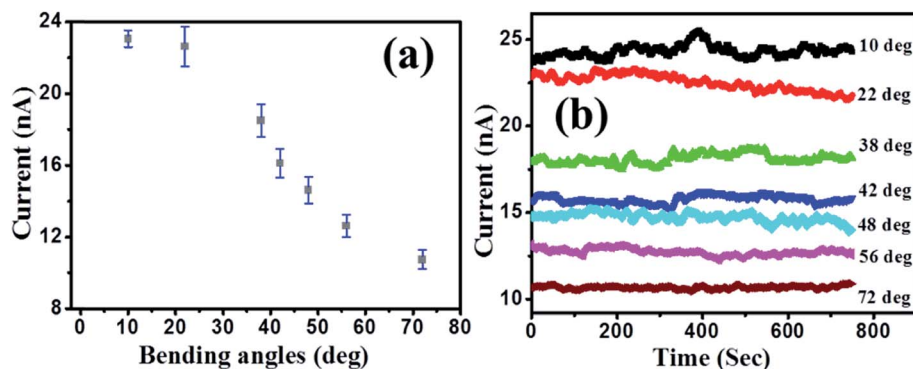 (a)
Current (nA)
24
20
16
12
8
0 10 20 30 40 50 60 70 80
Bending angles (deg)
(b)
Current (nA)
25
20
15
10
10 deg
22 deg
38 deg
42 deg
48 deg
56 deg
72 deg
0 200 400 600 800
Time (Sec)